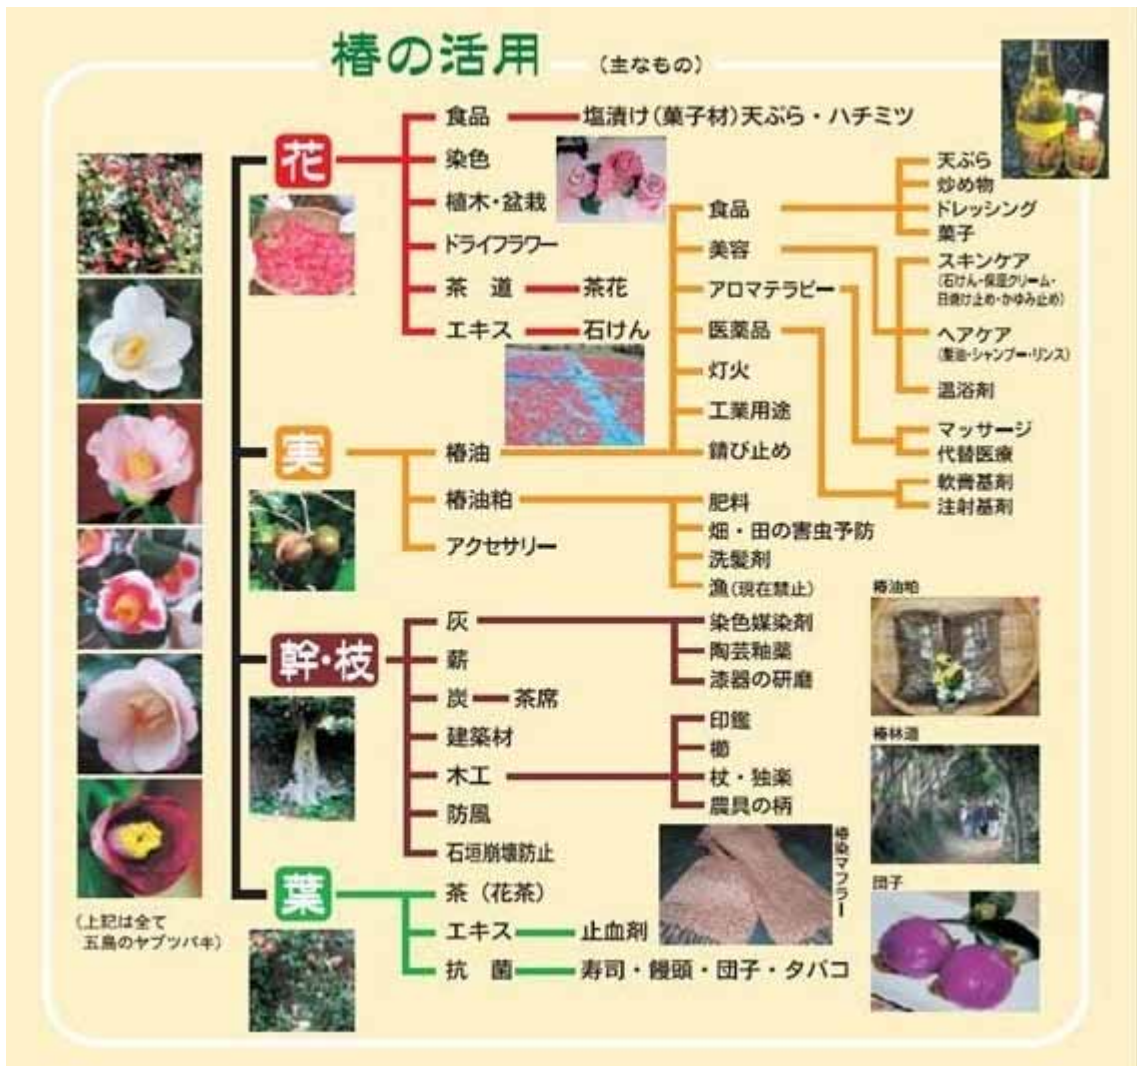 椿の活用
(主なもの)
花
食品
塩漬け(菓子材)天ぷら・ハチミツ
染色
植木・盆栽
ドライフラワー
茶 道
茶花
エキス
石けん
実
椿油
食品
天ぷら
炒め物
ドレッシング
菓子
美容
スキンケア
(石けん・保湿クリーム・
日焼け止め・かゆみ止め)
ヘアケア
(髪油・シャンプー・リンス)
温浴剤
アロマテラピー
マッサージ
代替医療
医薬品
軟膏基剤
注射基剤
灯火
工業用途
錆び止め
椿油粕
肥料
畑・田の害虫予防
洗髪剤
漁(現在禁止)
アクセサリー
幹・枝
灰
染色媒染剤
陶芸釉薬
漆器の研磨
薪
炭
茶席
建築材
木工
印鑑
櫛
杖・独楽
農具の柄
防風
石垣崩壊防止
葉
茶(花茶)
エキス
止血剤
抗 菌
寿司・饅頭・団子・タバコ
椿油粕
椿林道
椿染マフラー
団子
(上記は全て
五島のヤブツバキ)